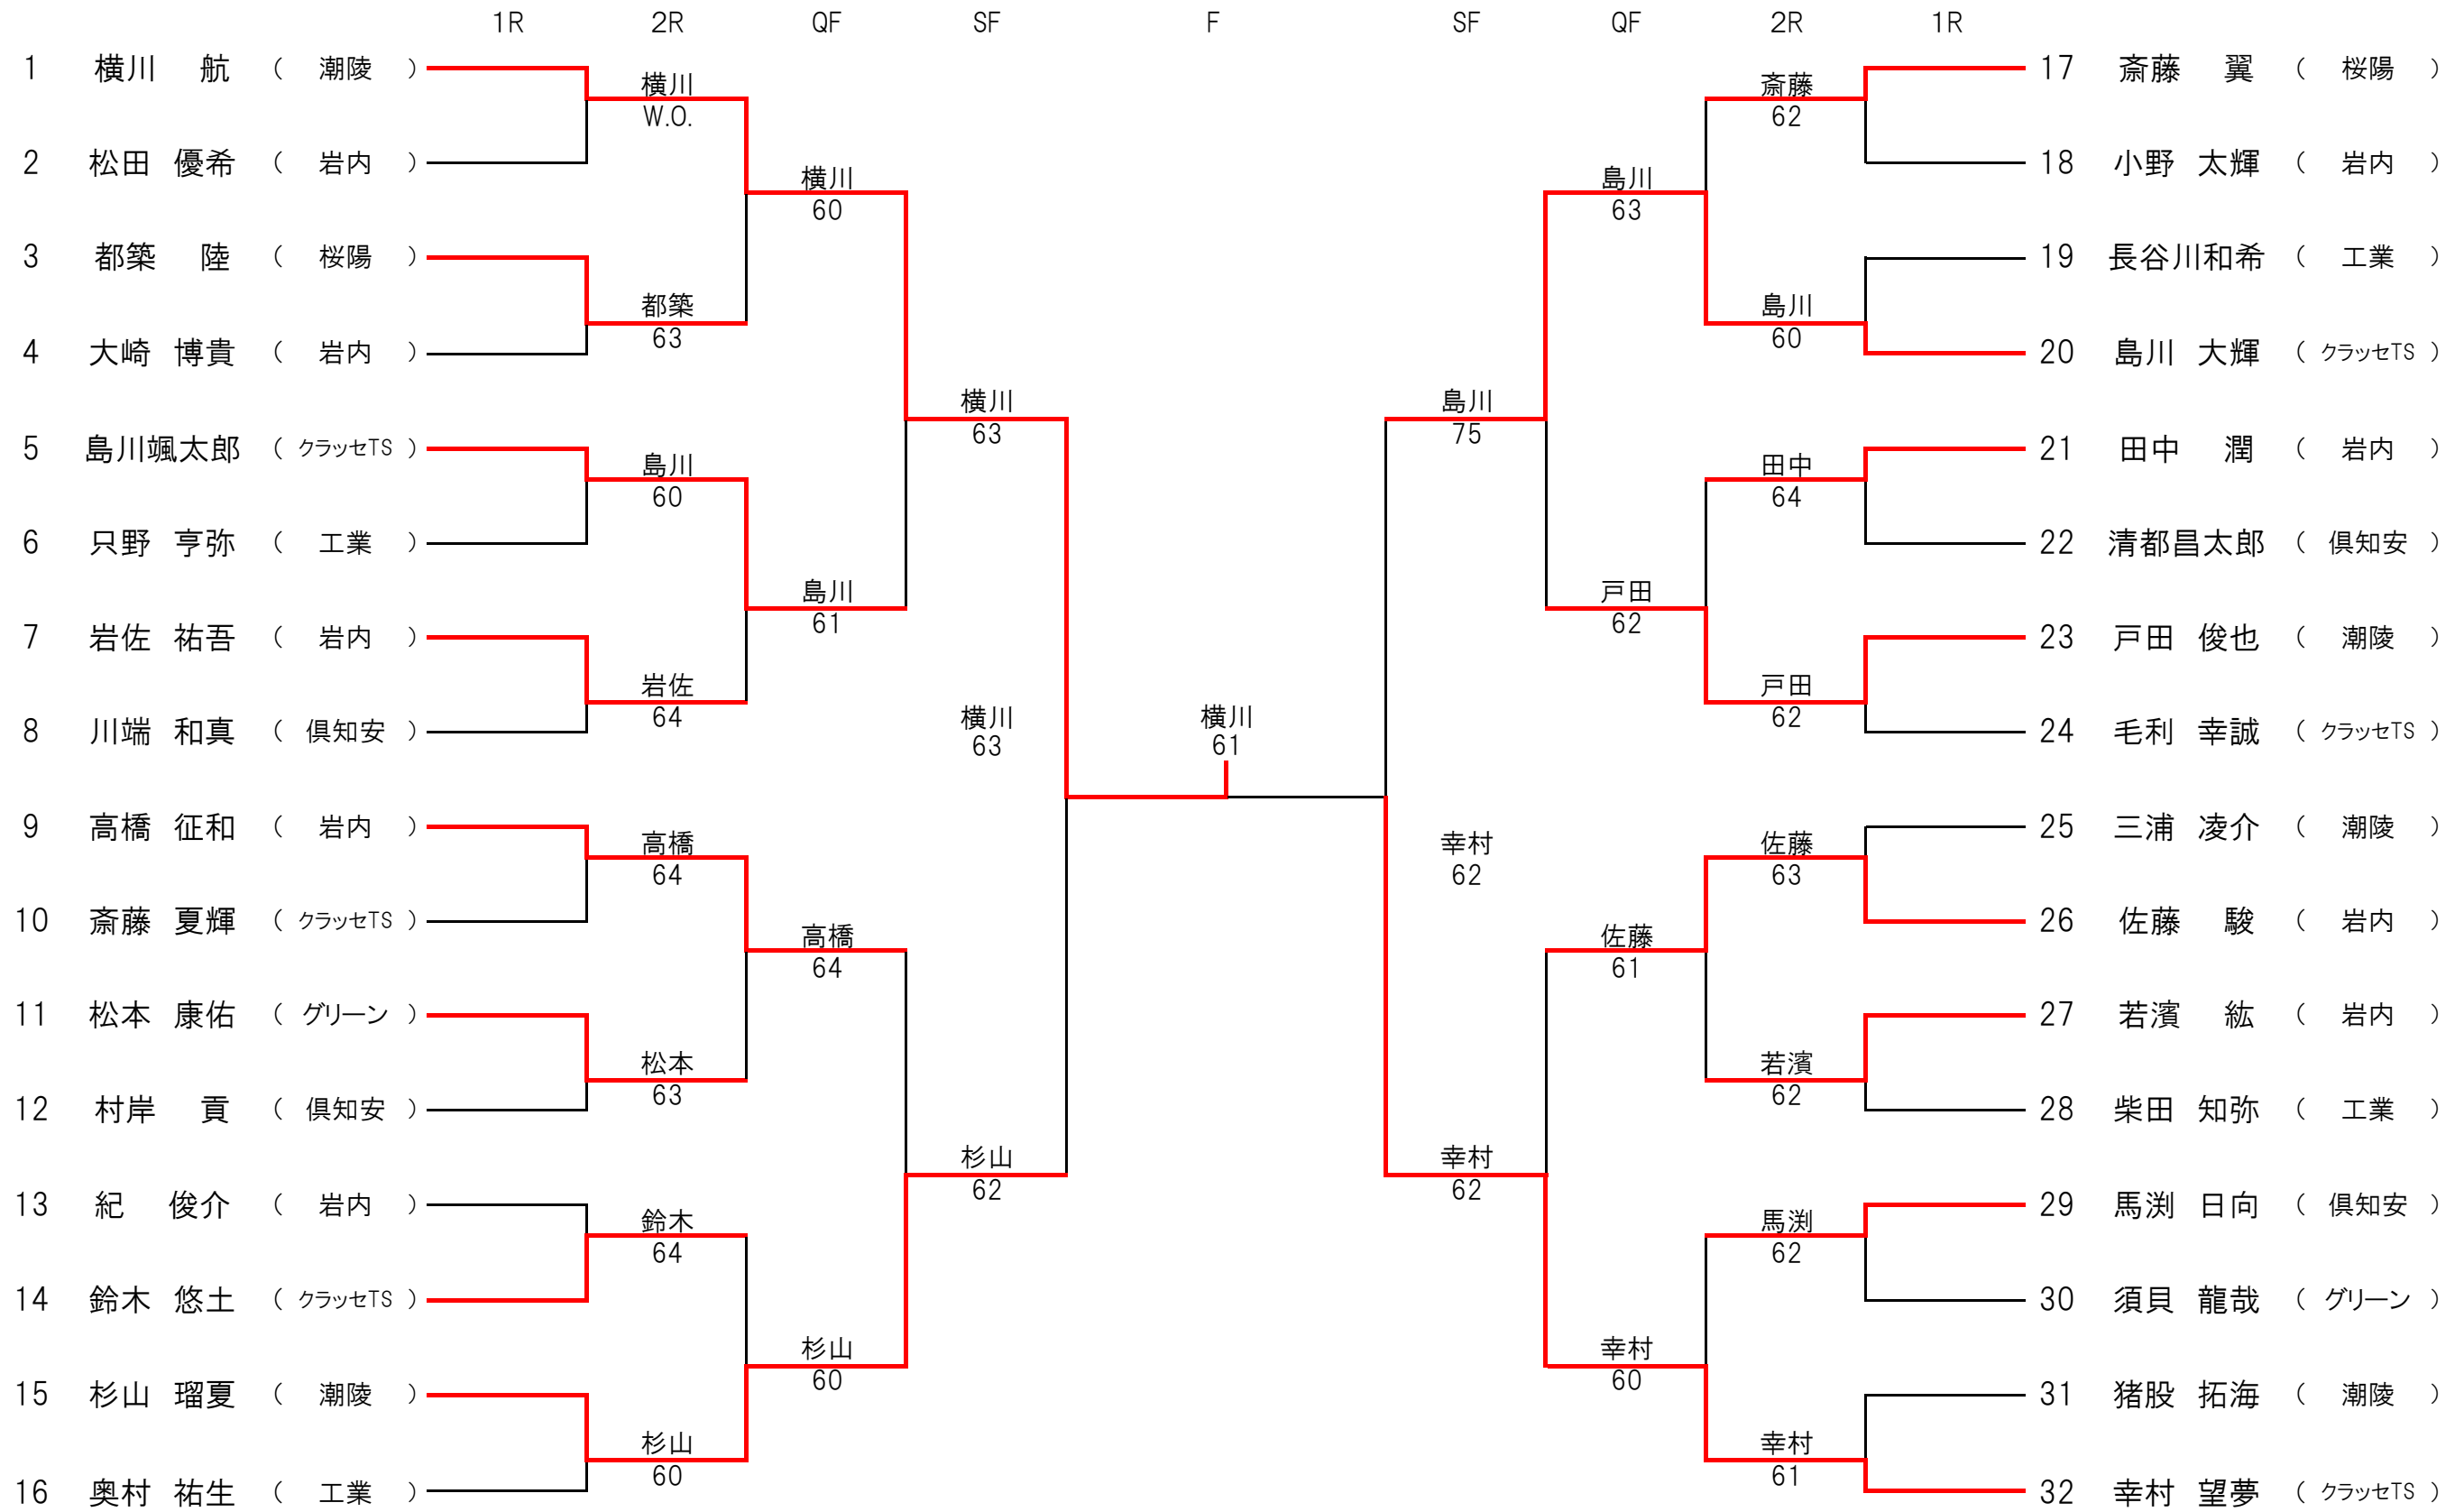 1R 2R QF SF F SF QF 2R 1R
1 横川 航 ( 潮陵 )
横川
W.O.
2 松田 優希 ( 岩内 )
横川
60
3 都築 陸 ( 桜陽 )
都築
63
4 大崎 博貴 ( 岩内 )
横川
63
5 島川颯太郎 ( クラッセTS )
島川
60
6 只野 亨弥 ( 工業 )
島川
61
7 岩佐 祐吾 ( 岩内 )
岩佐
64
8 川端 和真 ( 倶知安 )
横川
63
9 高橋 征和 ( 岩内 )
高橋
64
10 斎藤 夏輝 ( クラッセTS )
高橋
64
11 松本 康佑 ( グリーン )
松本
63
12 村岸 貢 ( 倶知安 )
杉山
62
13 紀 俊介 ( 岩内 )
鈴木
64
14 鈴木 悠土 ( クラッセTS )
杉山
60
15 杉山 瑠夏 ( 潮陵 )
杉山
60
16 奥村 祐生 ( 工業 )
横川
61
17 斎藤 翼 ( 桜陽 )
斎藤
62
18 小野 太輝 ( 岩内 )
島川
63
19 長谷川和希 ( 工業 )
島川
60
20 島川 大輝 ( クラッセTS )
島川
75
21 田中 潤 ( 岩内 )
田中
64
22 清都昌太郎 ( 倶知安 )
戸田
62
23 戸田 俊也 ( 潮陵 )
戸田
62
24 毛利 幸誠 ( クラッセTS )
幸村
62
25 三浦 凌介 ( 潮陵 )
佐藤
63
26 佐藤 駿 ( 岩内 )
佐藤
61
27 若濱 紘 ( 岩内 )
若濱
62
28 柴田 知弥 ( 工業 )
幸村
62
29 馬渕 日向 ( 倶知安 )
馬渕
62
30 須貝 龍哉 ( グリーン )
幸村
60
31 猪股 拓海 ( 潮陵 )
幸村
61
32 幸村 望夢 ( クラッセTS )